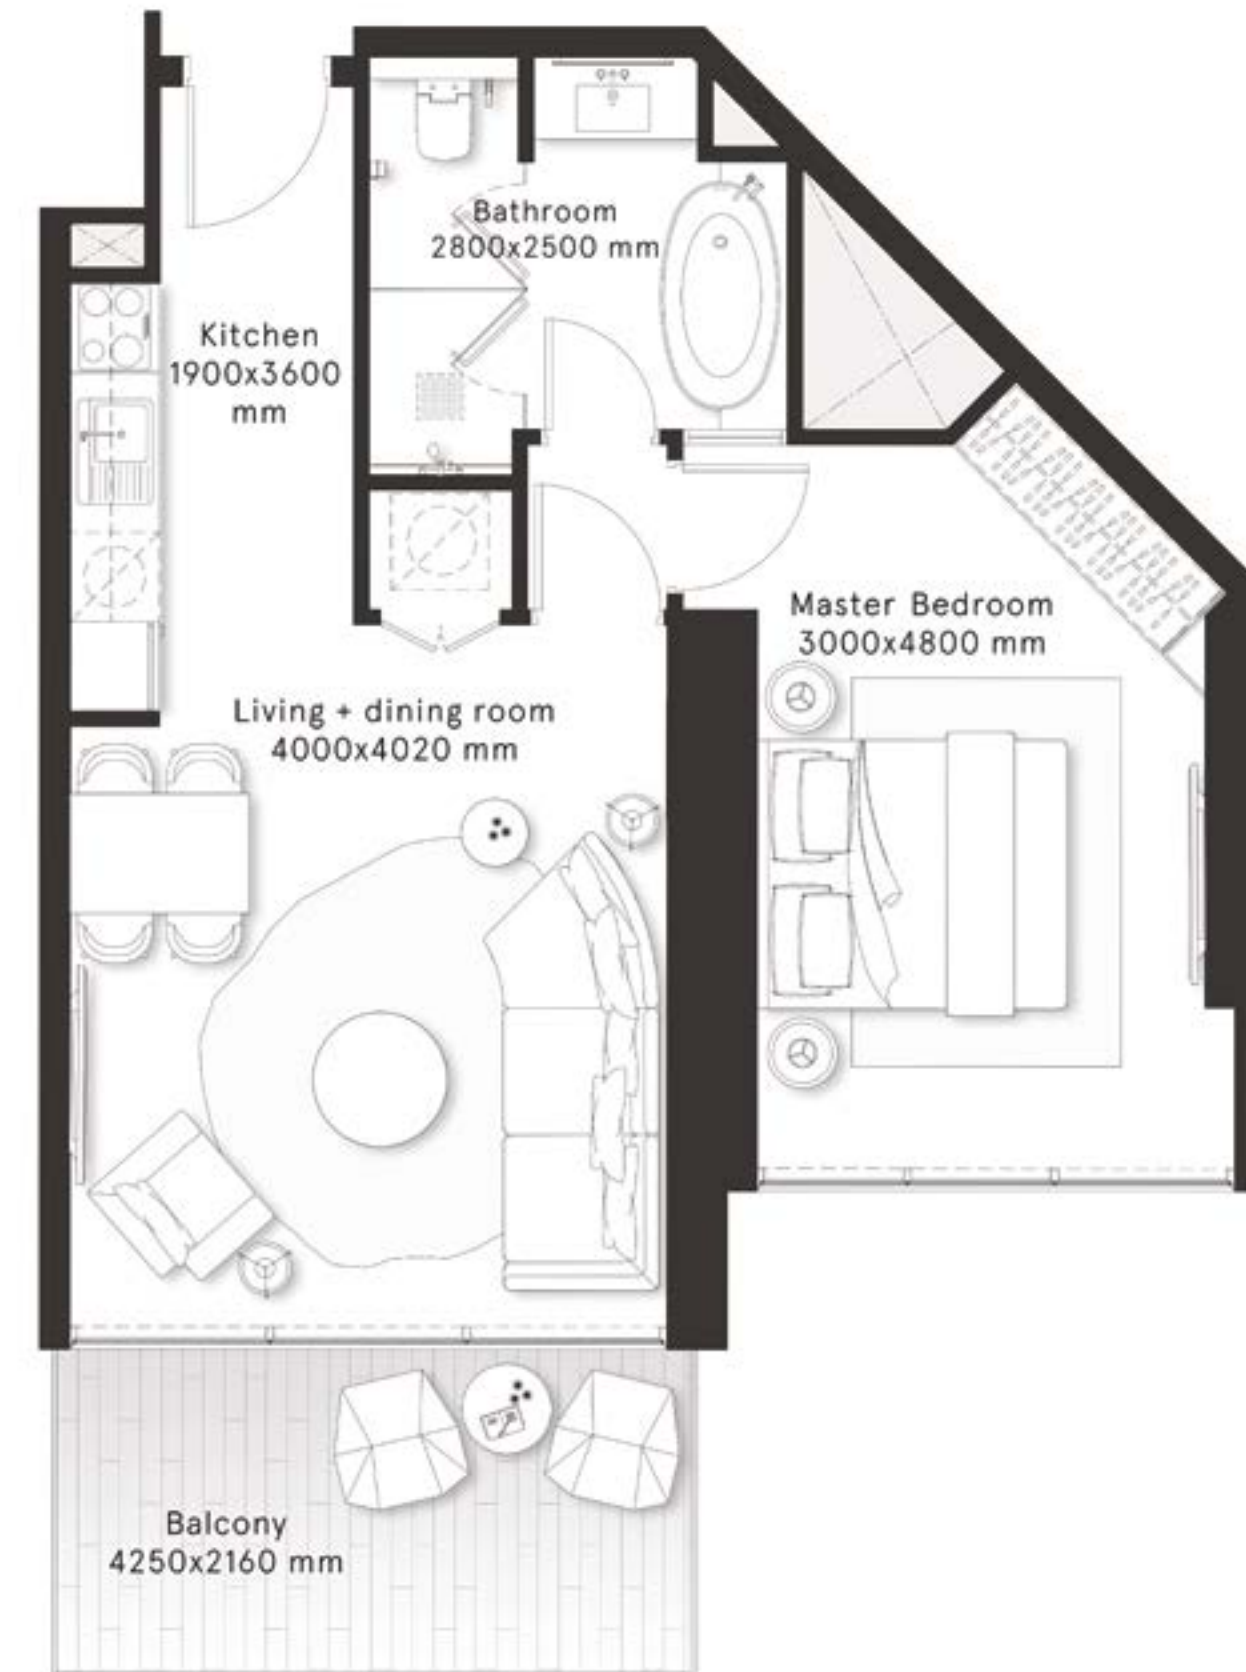 Bathroom
2800x2500 mm
Kitchen
1900x3600
mm
Master Bedroom
3000x4800 mm
Living + dining room
4000x4020 mm
Balcony
4250x2160 mm